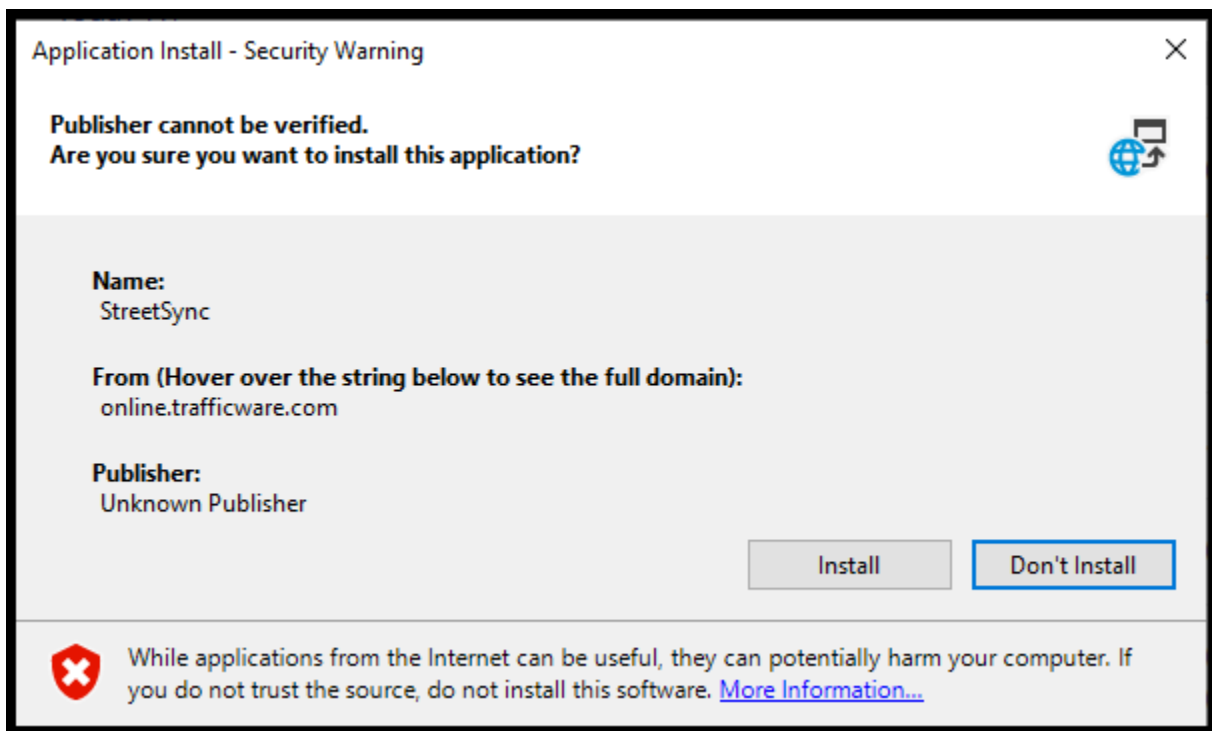 Application Install - Security Warning
Publisher cannot be verified.
Are you sure you want to install this application?
Name:
StreetSync
From (Hover over the string below to see the full domain):
online.trafficware.com
Publisher:
Unknown Publisher
Install
Don't Install
While applications from the Internet can be useful, they can potentially harm your computer. If
you do not trust the source, do not install this software. More Information...